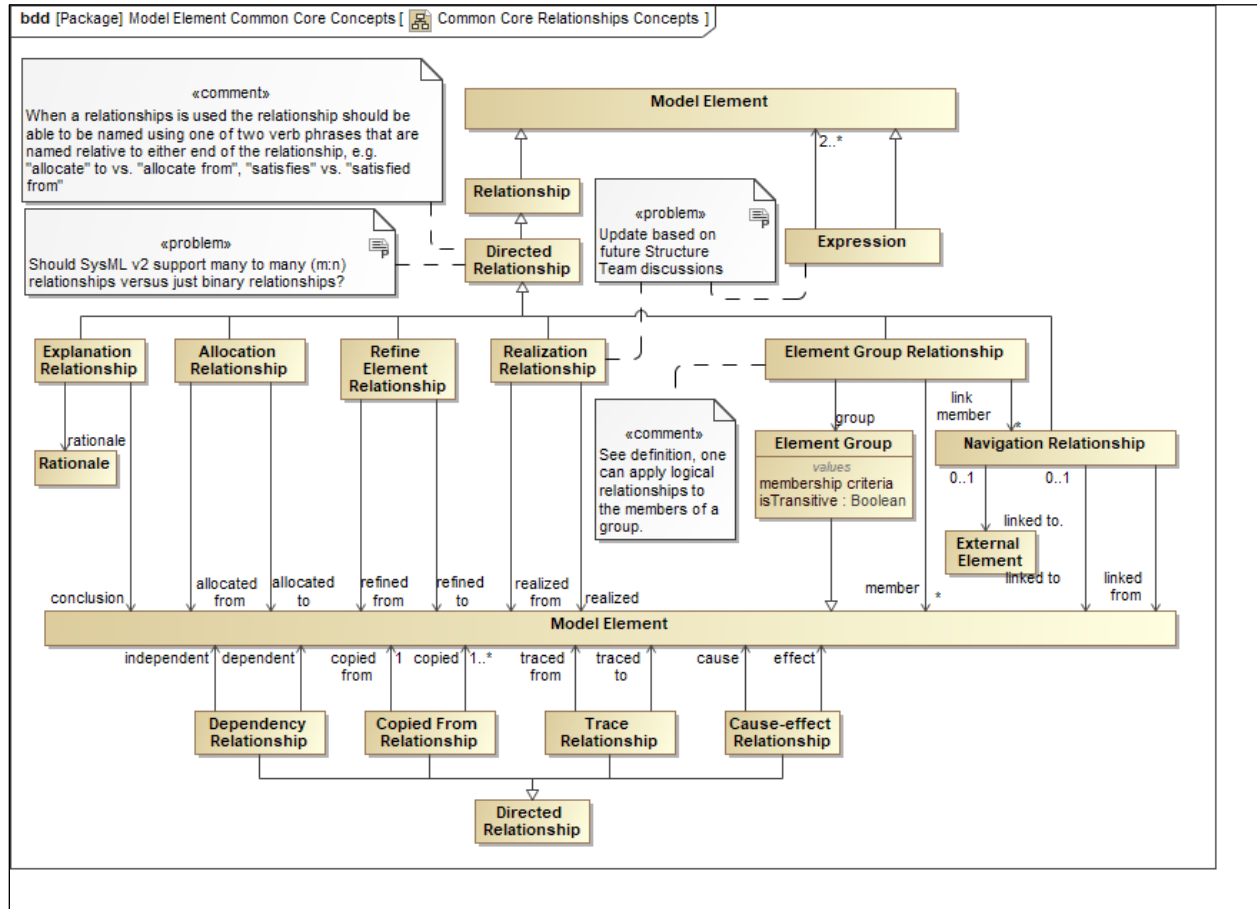 bdd [Package] Model Element Common Core Concepts [ Common Core Relationships Concepts ]
«comment»
When a relationships is used the relationship should be
able to be named using one of two verb phrases that are
named relative to either end of the relationship, e.g.
"allocate" to vs. "allocate from", "satisfies" vs. "satisfied
from"
Model Element
2..*
Relationship
«problem»
Update based on
future Structure
Team discussions
Expression
«problem»
Should SysML v2 support many to many (m:n)
relationships versus just binary relationships?
Directed
Relationship
Explanation
Relationship
Allocation
Relationship
Refine
Element
Relationship
Realization
Relationship
Element Group Relationship
link
member
*
group
rationale
Rationale
«comment»
See definition, one
can apply logical
relationships to
the members of a
group.
Element Group
values
membership criteria
isTransitive : Boolean
Navigation Relationship
0..1
0..1
linked to.
External
Element
conclusion
allocated
from
allocated
to
refined
from
refined
to
realized
from
realized
member
*
linked to
linked
from
Model Element
independent
dependent
copied
from
1
copied
1..*
traced
from
traced
to
cause
effect
Dependency
Relationship
Copied From
Relationship
Trace
Relationship
Cause-effect
Relationship
Directed
Relationship